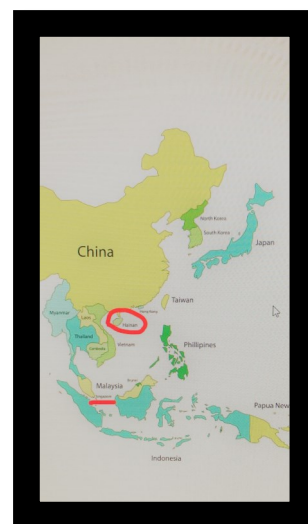 North Korea
South Korea
Japan
China
Taiwan
HongKong
Hainan
Myanmar
Laos
Thailand
Vietnam
Cambodia
Phillipines
Brunei
Malaysia
Singapore
Papua New
Indonesia